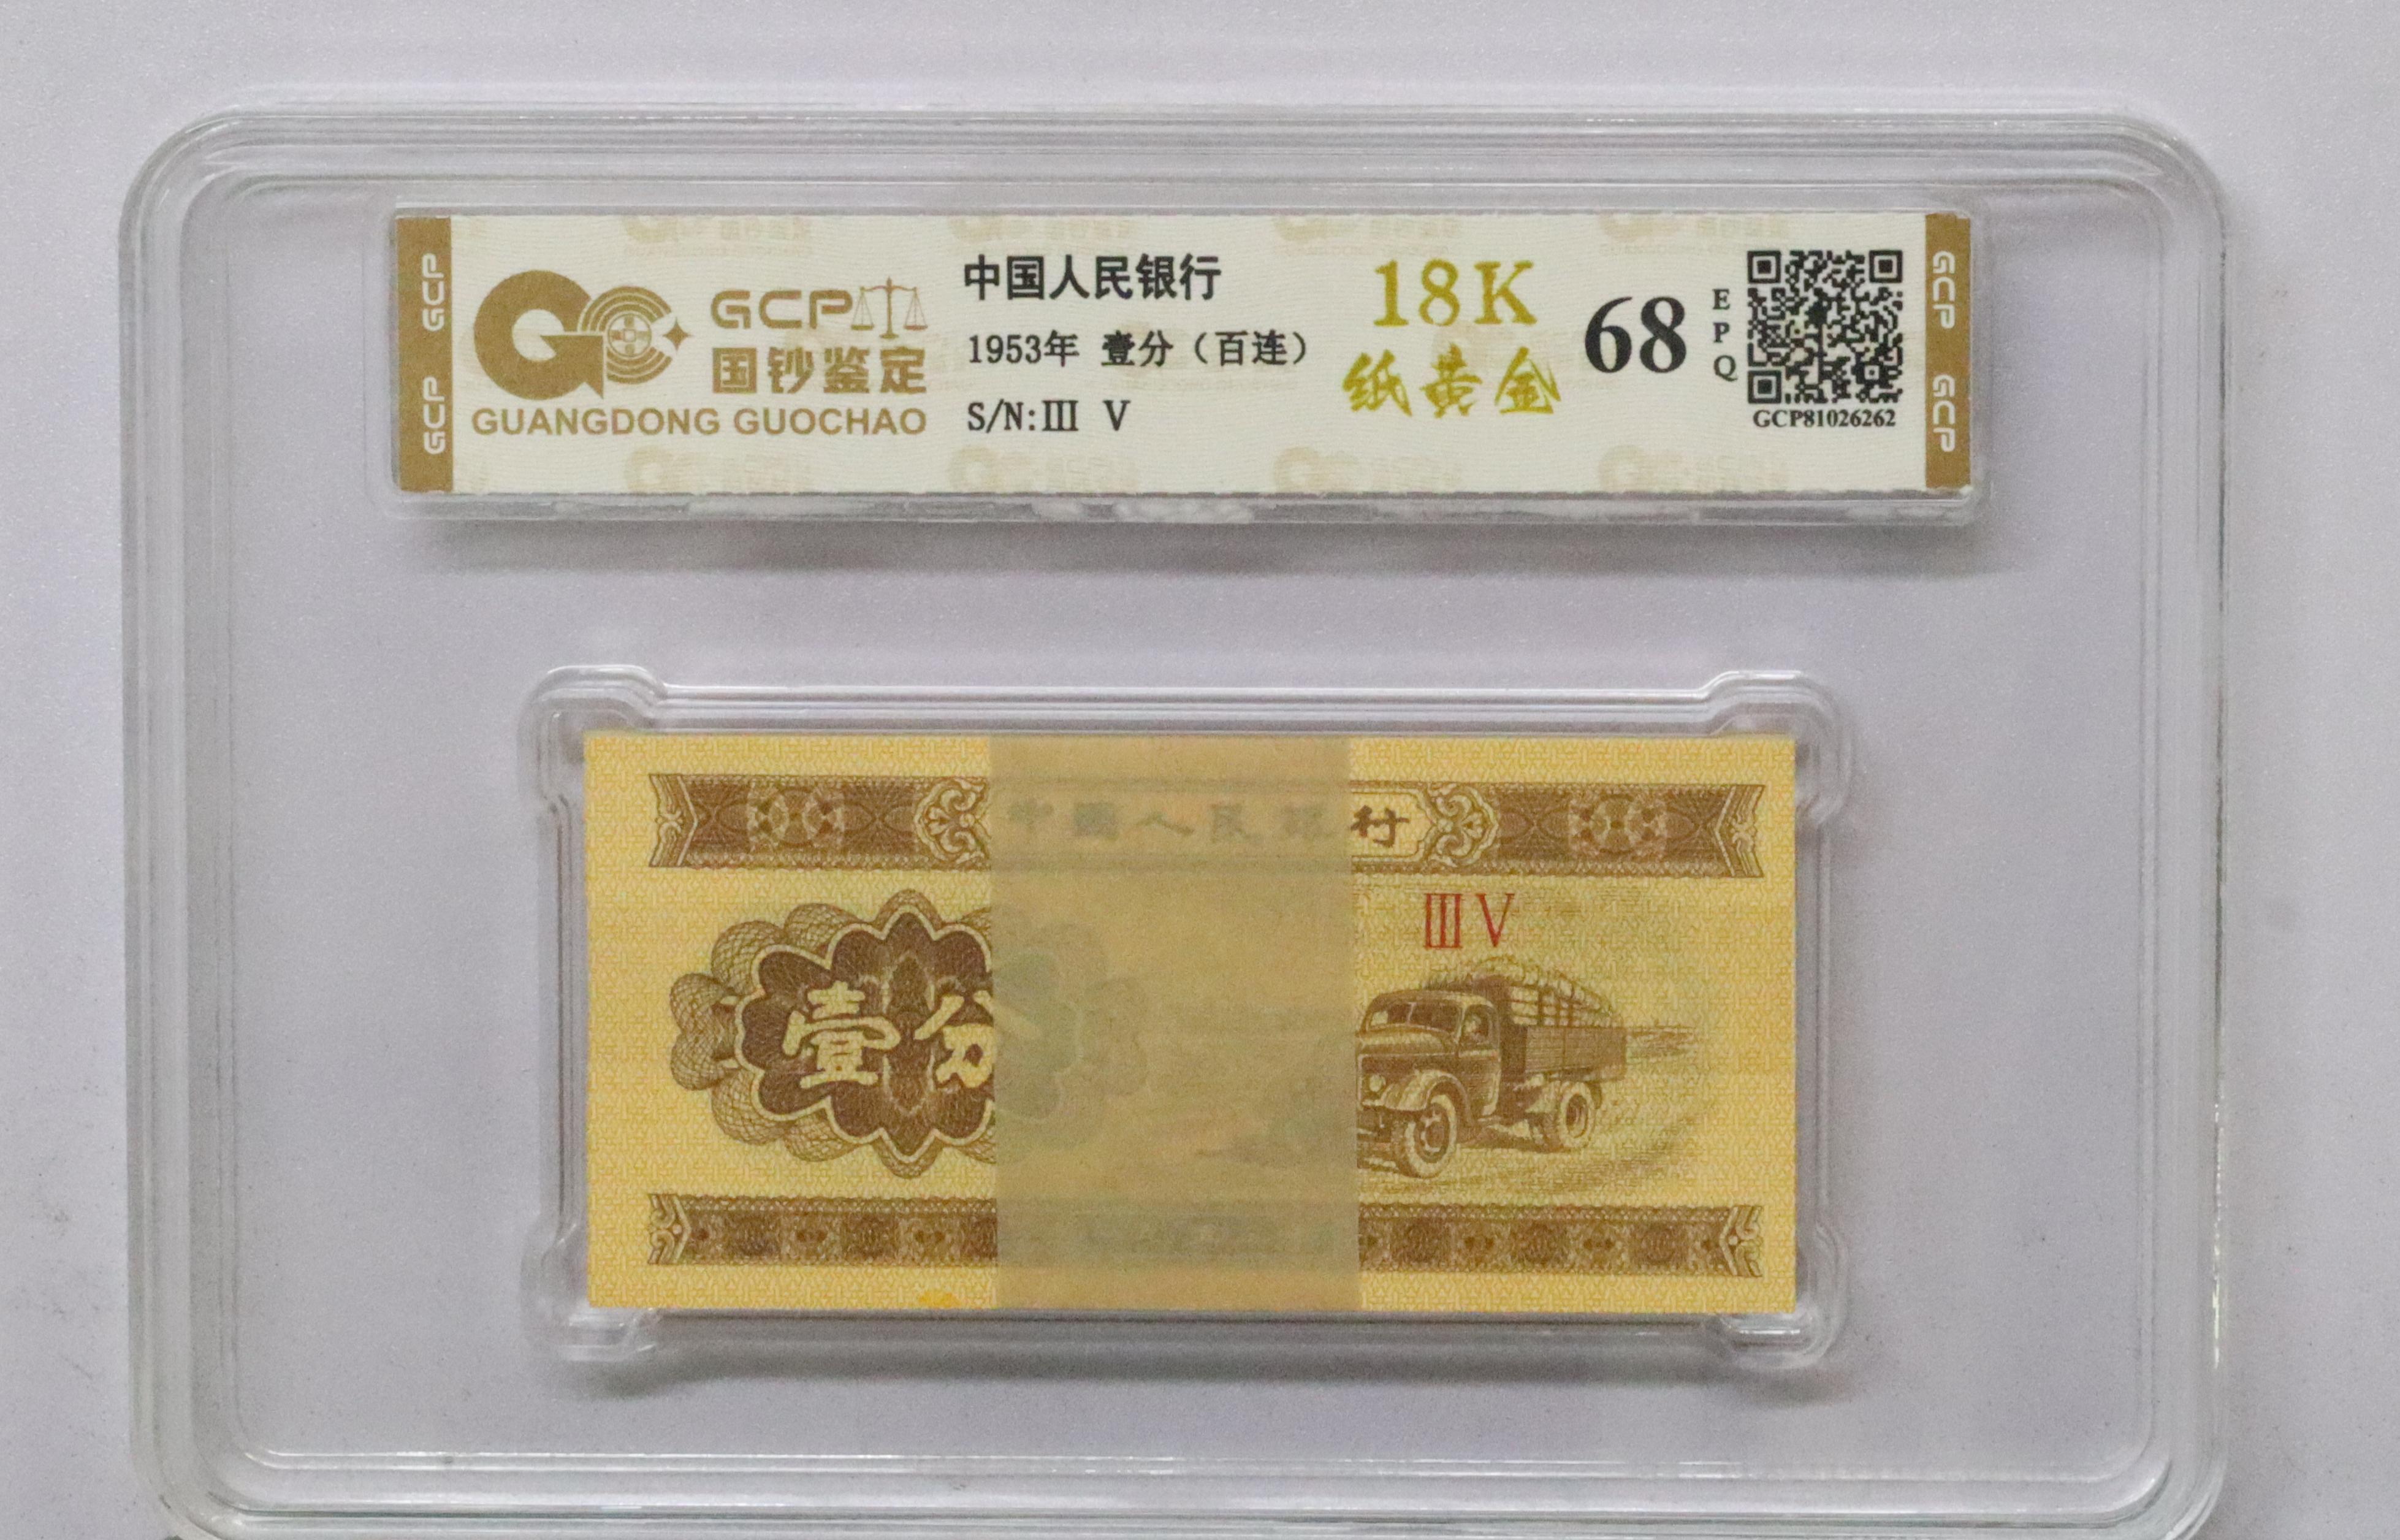 GCP GCP
GCP
国钞鉴定
GUANGDONG GUOCHAO
中国人民银行
1953年 壹分（百连）
S/N:Ⅲ Ⅴ
18K
纸黄金
68
EPQ
GCP81026262
GCP GCP
中國人民银行
ⅢⅤ
壹分